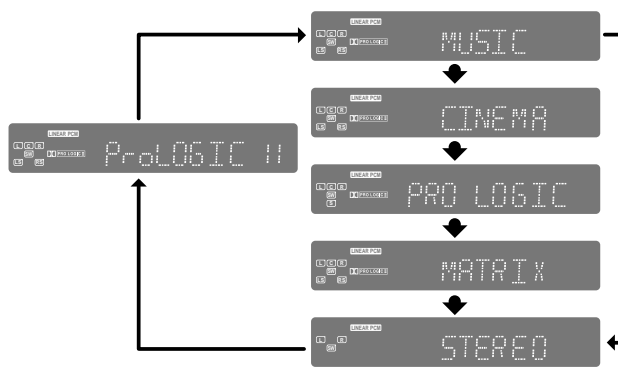 LINEAR PCM
L C R
SW
LS RS
PRO LOGIC II
MUSIC
LINEAR PCM
L C R
SW
LS RS
PRO LOGIC II
CINEMA
LINEAR PCM
L C R
SW
LS RS
PRO LOGIC II
ProLOGIC II
LINEAR PCM
L C R
SW
S
PRO LOGIC II
PRO LOGIC
LINEAR PCM
L C R
SW
LS RS
PRO LOGIC II
MATRIX
LINEAR PCM
L R
SW
STEREO